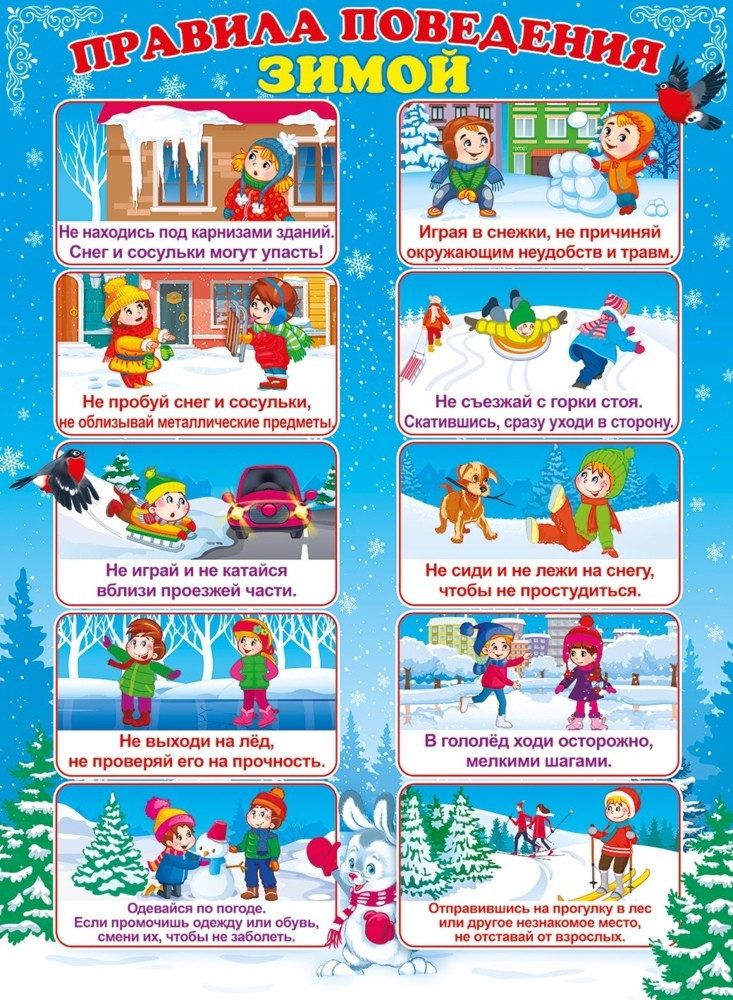 ПРАВИЛА ПОВЕДЕНИЯ
ЗИМОЙ
Не находись под карнизами зданий.
Снег и сосульки могут упасть!
Играя в снежки, не причиняй
окружающим неудобств и травм.
Не пробуй снег и сосульки,
не облизывай металлические предметы.
Не съезжай с горки стоя.
Скатившись, сразу уходи в сторону.
Не играй и не катайся
вблизи проезжей части.
Не сиди и не лежи на снегу,
чтобы не простудиться.
Не выходи на лёд,
не проверяй его на прочность.
В гололёд ходи осторожно,
мелкими шагами.
Одевайся по погоде.
Если промочишь одежду или обувь,
смени их, чтобы не заболеть.
Отправившись на прогулку в лес
или другое незнакомое место,
не отставай от взрослых.